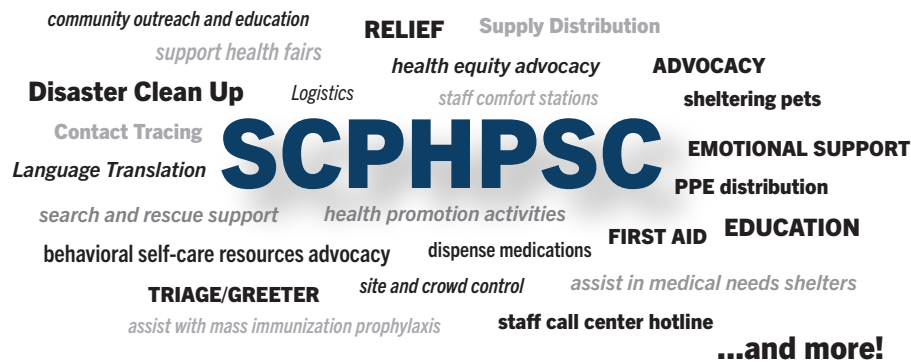 community outreach and education
RELIEF
Supply Distribution
support health fairs
health equity advocacy
ADVOCACY
Disaster Clean Up
Logistics
staff comfort stations
sheltering pets
Contact Tracing
SCPHPSC
EMOTIONAL SUPPORT
Language Translation
PPE distribution
search and rescue support
health promotion activities
FIRST AID
EDUCATION
behavioral self-care resources advocacy
dispense medications
TRIAGE/GREETER
site and crowd control
assist in medical needs shelters
assist with mass immunization prophylaxis
staff call center hotline
...and more!